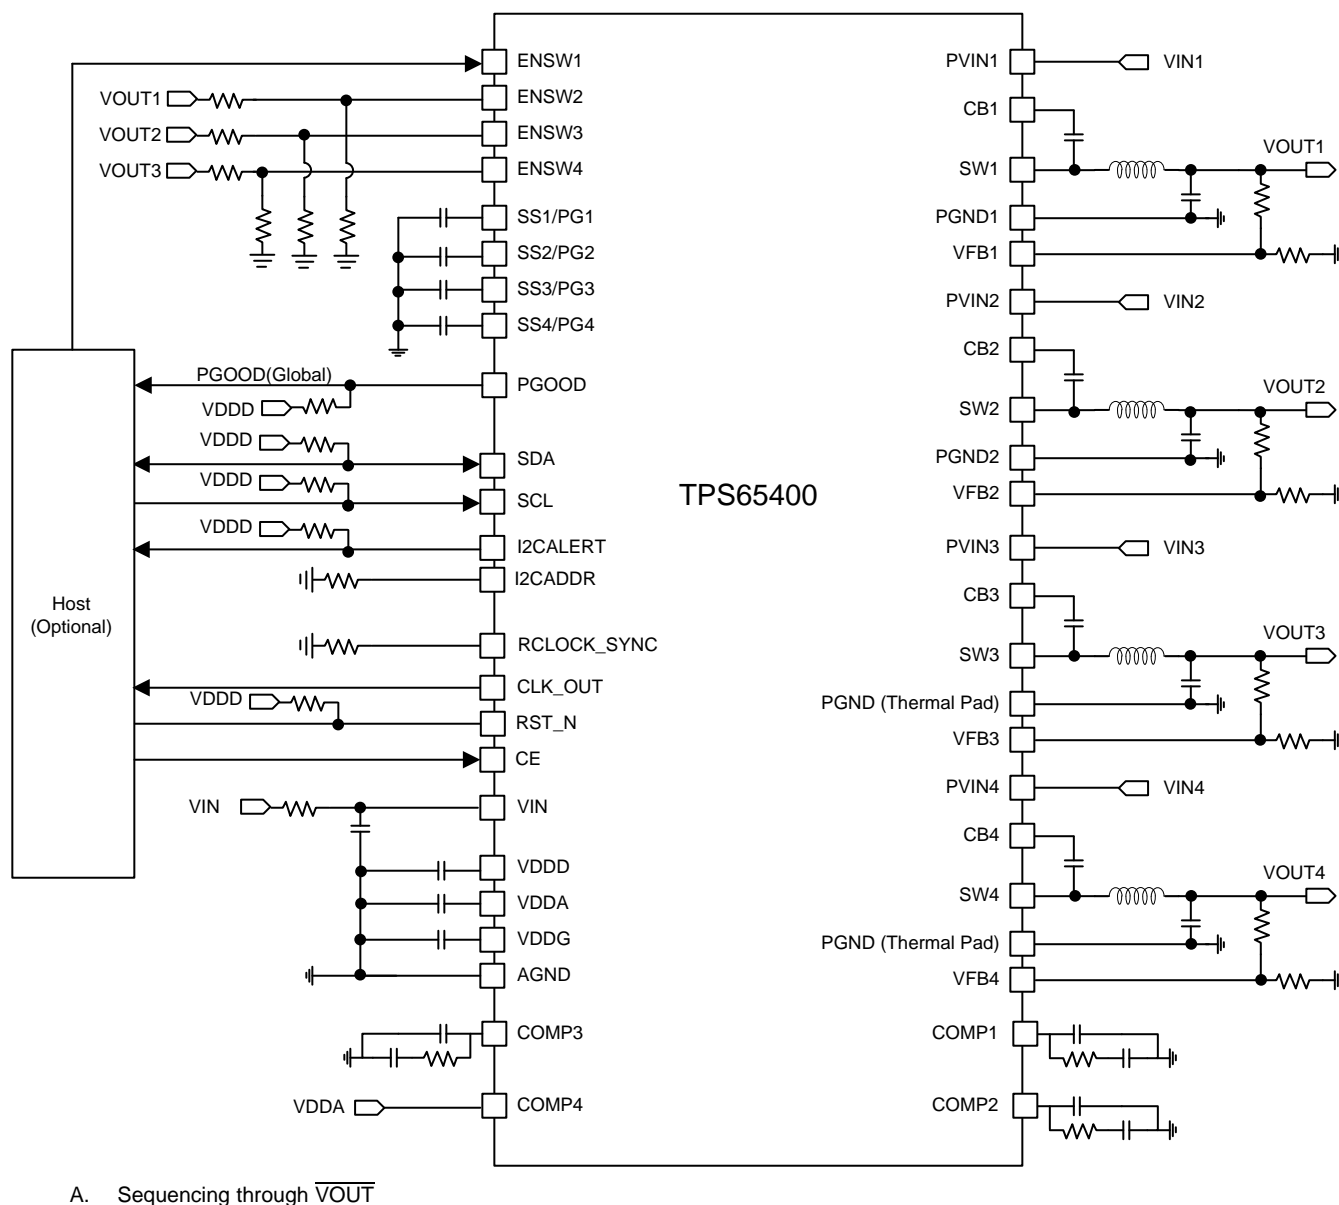 ENSW1
VOUT1
ENSW2
VOUT2
ENSW3
VOUT3
ENSW4
SS1/PG1
SS2/PG2
SS3/PG3
SS4/PG4
PGOOD(Global)
PGOOD
VDDD
VDDD
SDA
VDDD
SCL
VDDD
I2CALERT
I2CADDR
Host
(Optional)
RCLOCK_SYNC
CLK_OUT
VDDD
RST_N
CE
VIN
VIN
VDDD
VDDA
VDDG
AGND
COMP3
VDDA
COMP4
TPS65400
PVIN1
VIN1
CB1
VOUT1
SW1
PGND1
VFB1
PVIN2
VIN2
CB2
VOUT2
SW2
PGND2
VFB2
PVIN3
VIN3
CB3
VOUT3
SW3
PGND (Thermal Pad)
VFB3
PVIN4
VIN4
CB4
VOUT4
SW4
PGND (Thermal Pad)
VFB4
COMP1
COMP2
A. Sequencing through VOUT